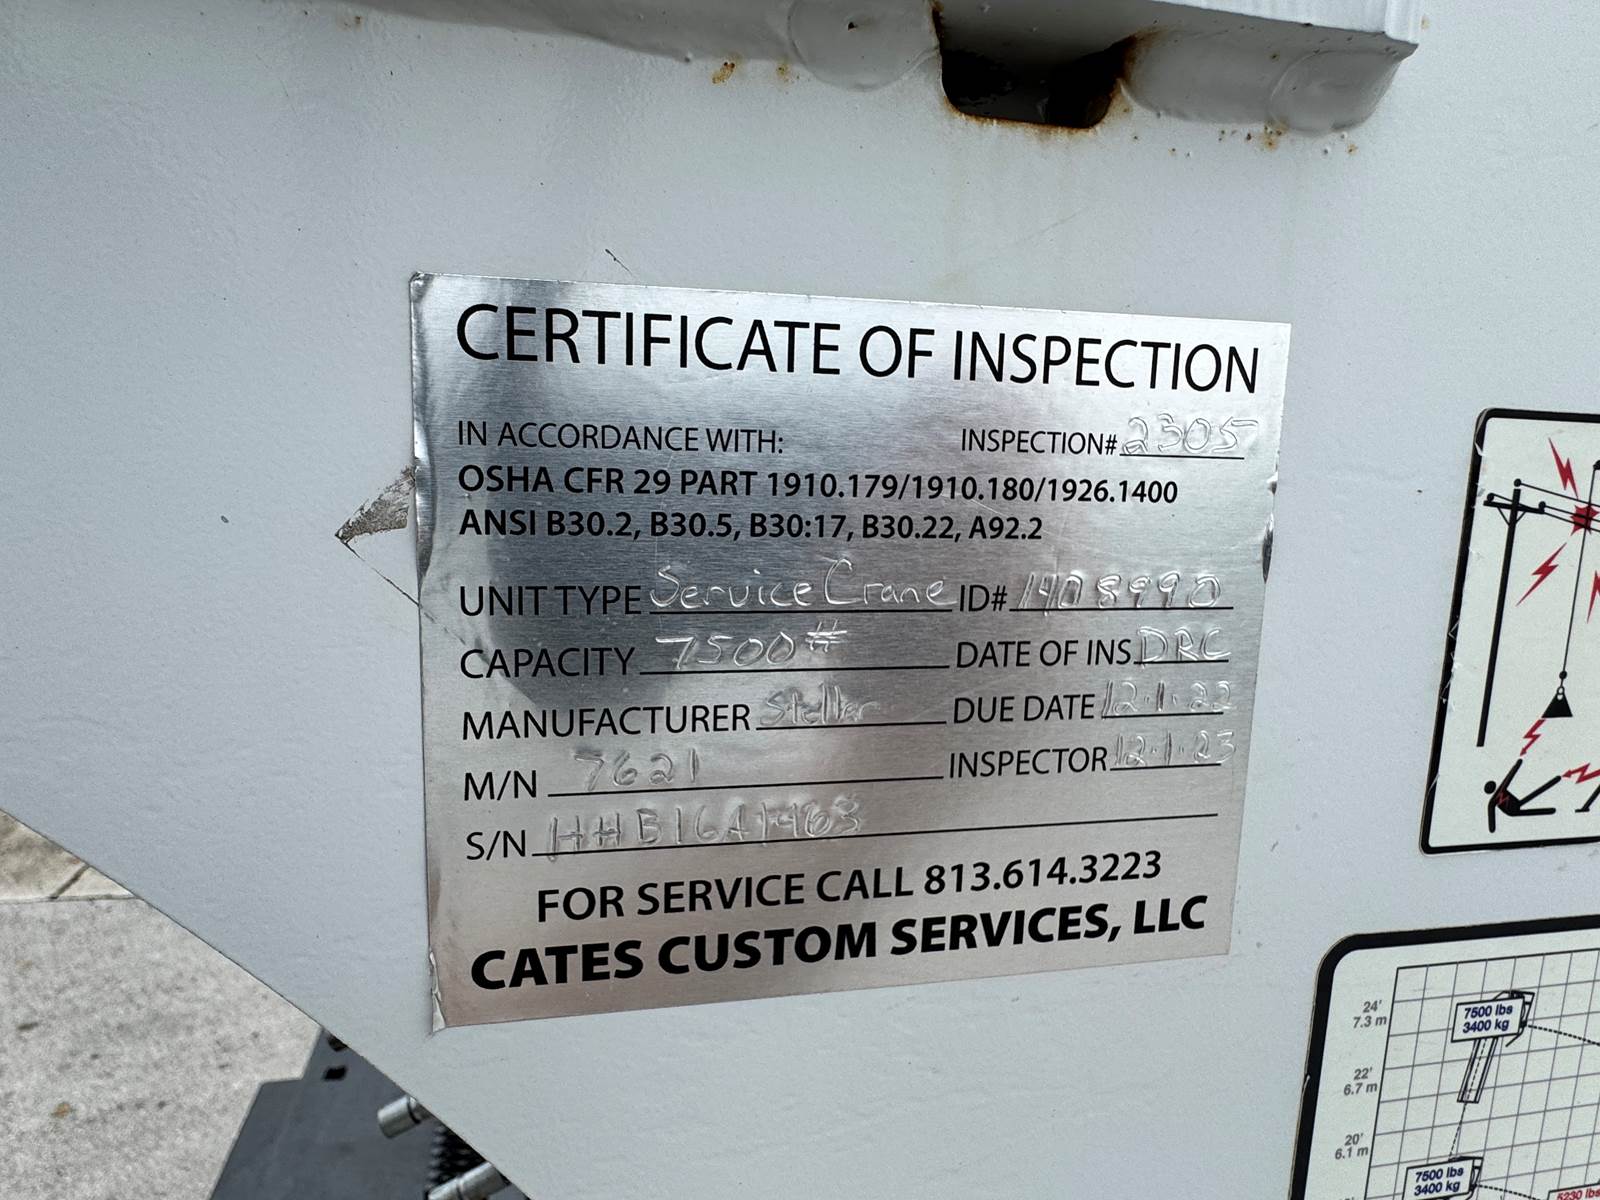 CERTIFICATE OF INSPECTION
IN ACCORDANCE WITH: INSPECTION# 2305
OSHA CFR 29 PART 1910.179/1910.180/1926.1400
ANSI B30.2, B30.5, B30:17, B30.22, A92.2
UNIT TYPE Service Crane ID# 1408990
CAPACITY 7500# DATE OF INS DRC
MANUFACTURER Stellar DUE DATE 12.1.22
M/N 7621 INSPECTOR 12.1.23
S/N HHB16A1463
FOR SERVICE CALL 813.614.3223
CATES CUSTOM SERVICES, LLC
24'
7.3 m
7500 lbs
3400 kg
22'
6.7 m
20'
6.1 m
7500 lbs
3400 kg
5230 lbs